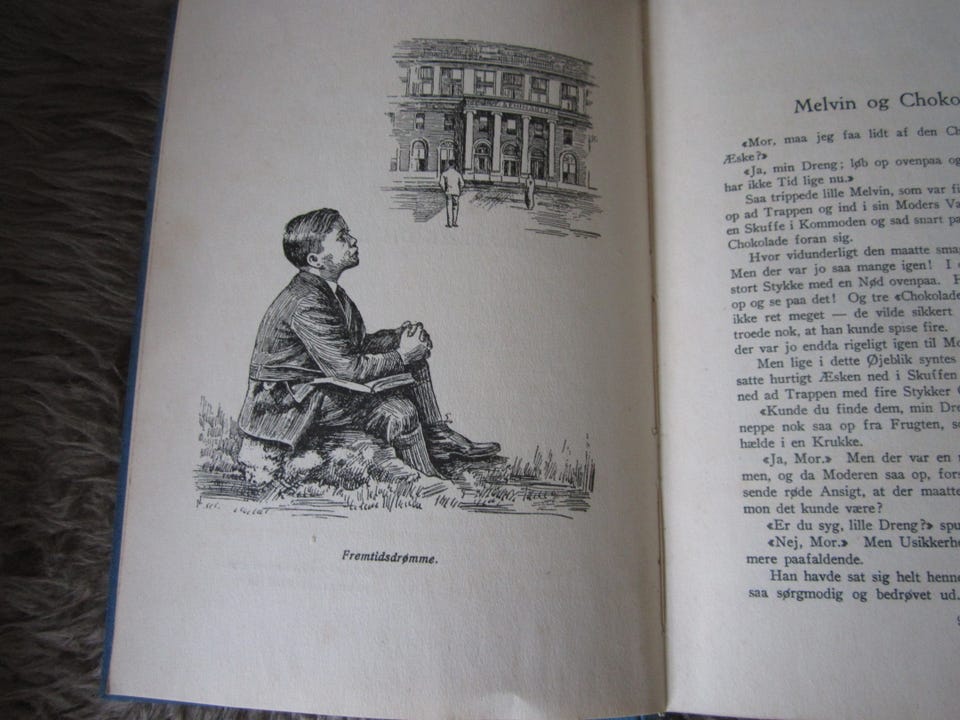 Fremtidsdrømme.
Melvin og Choko
«Mor, maa jeg faa lidt af den Ch
Æske?»
«Ja, min Dreng; løb op ovenpaa og
har ikke Tid lige nu.»
Saa trippede lille Melvin, som var fi
op ad Trappen og ind i sin Moders Væ
en Skuffe i Kommoden og sad snart pa
Chokolade foran sig.
Hvor vidunderligt den maatte sma
Men der var jo saa mange igen! I
stort Stykke med en Nød ovenpaa. H
op og se paa det! Og tre «Chokolade
ikke ret meget — de vilde sikkert
troede nok, at han kunde spise fire.
der var jo endda rigeligt igen til Mo
Men lige i dette Øjeblik syntes
satte hurtigt Æsken ned i Skuffen
ned ad Trappen med fire Stykker
«Kunde du finde dem, min Dre
neppe nok saa op fra Frugten, so
hælde i en Krukke.
«Ja, Mor.» Men der var en
men, og da Moderen saa op, fors
sende røde Ansigt, at der maatte
mon det kunde være?
«Er du syg, lille Dreng?» spu
«Nej, Mor.» Men Usikkerhe
mere paafaldende.
Han havde sat sig helt henne
saa sørgmodig og bedrøvet ud.